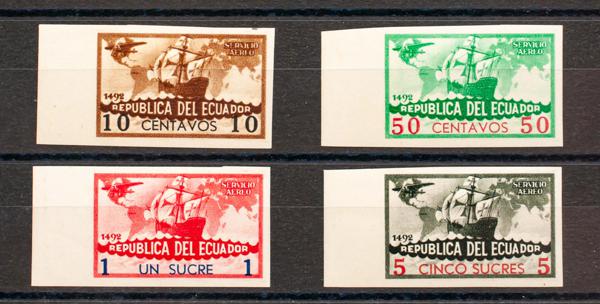 SERVICIO
AEREO
1492
REPUBLICA DEL ECUADOR
10 CENTAVOS 10
SERVICIO
AEREO
1492
REPUBLICA DEL ECUADOR
50 CENTAVOS 50
SERVICIO
AEREO
1492
REPUBLICA DEL ECUADOR
1 UN SUCRE 1
SERVICIO
AEREO
1492
REPUBLICA DEL ECUADOR
5 CINCO SUCRES 5